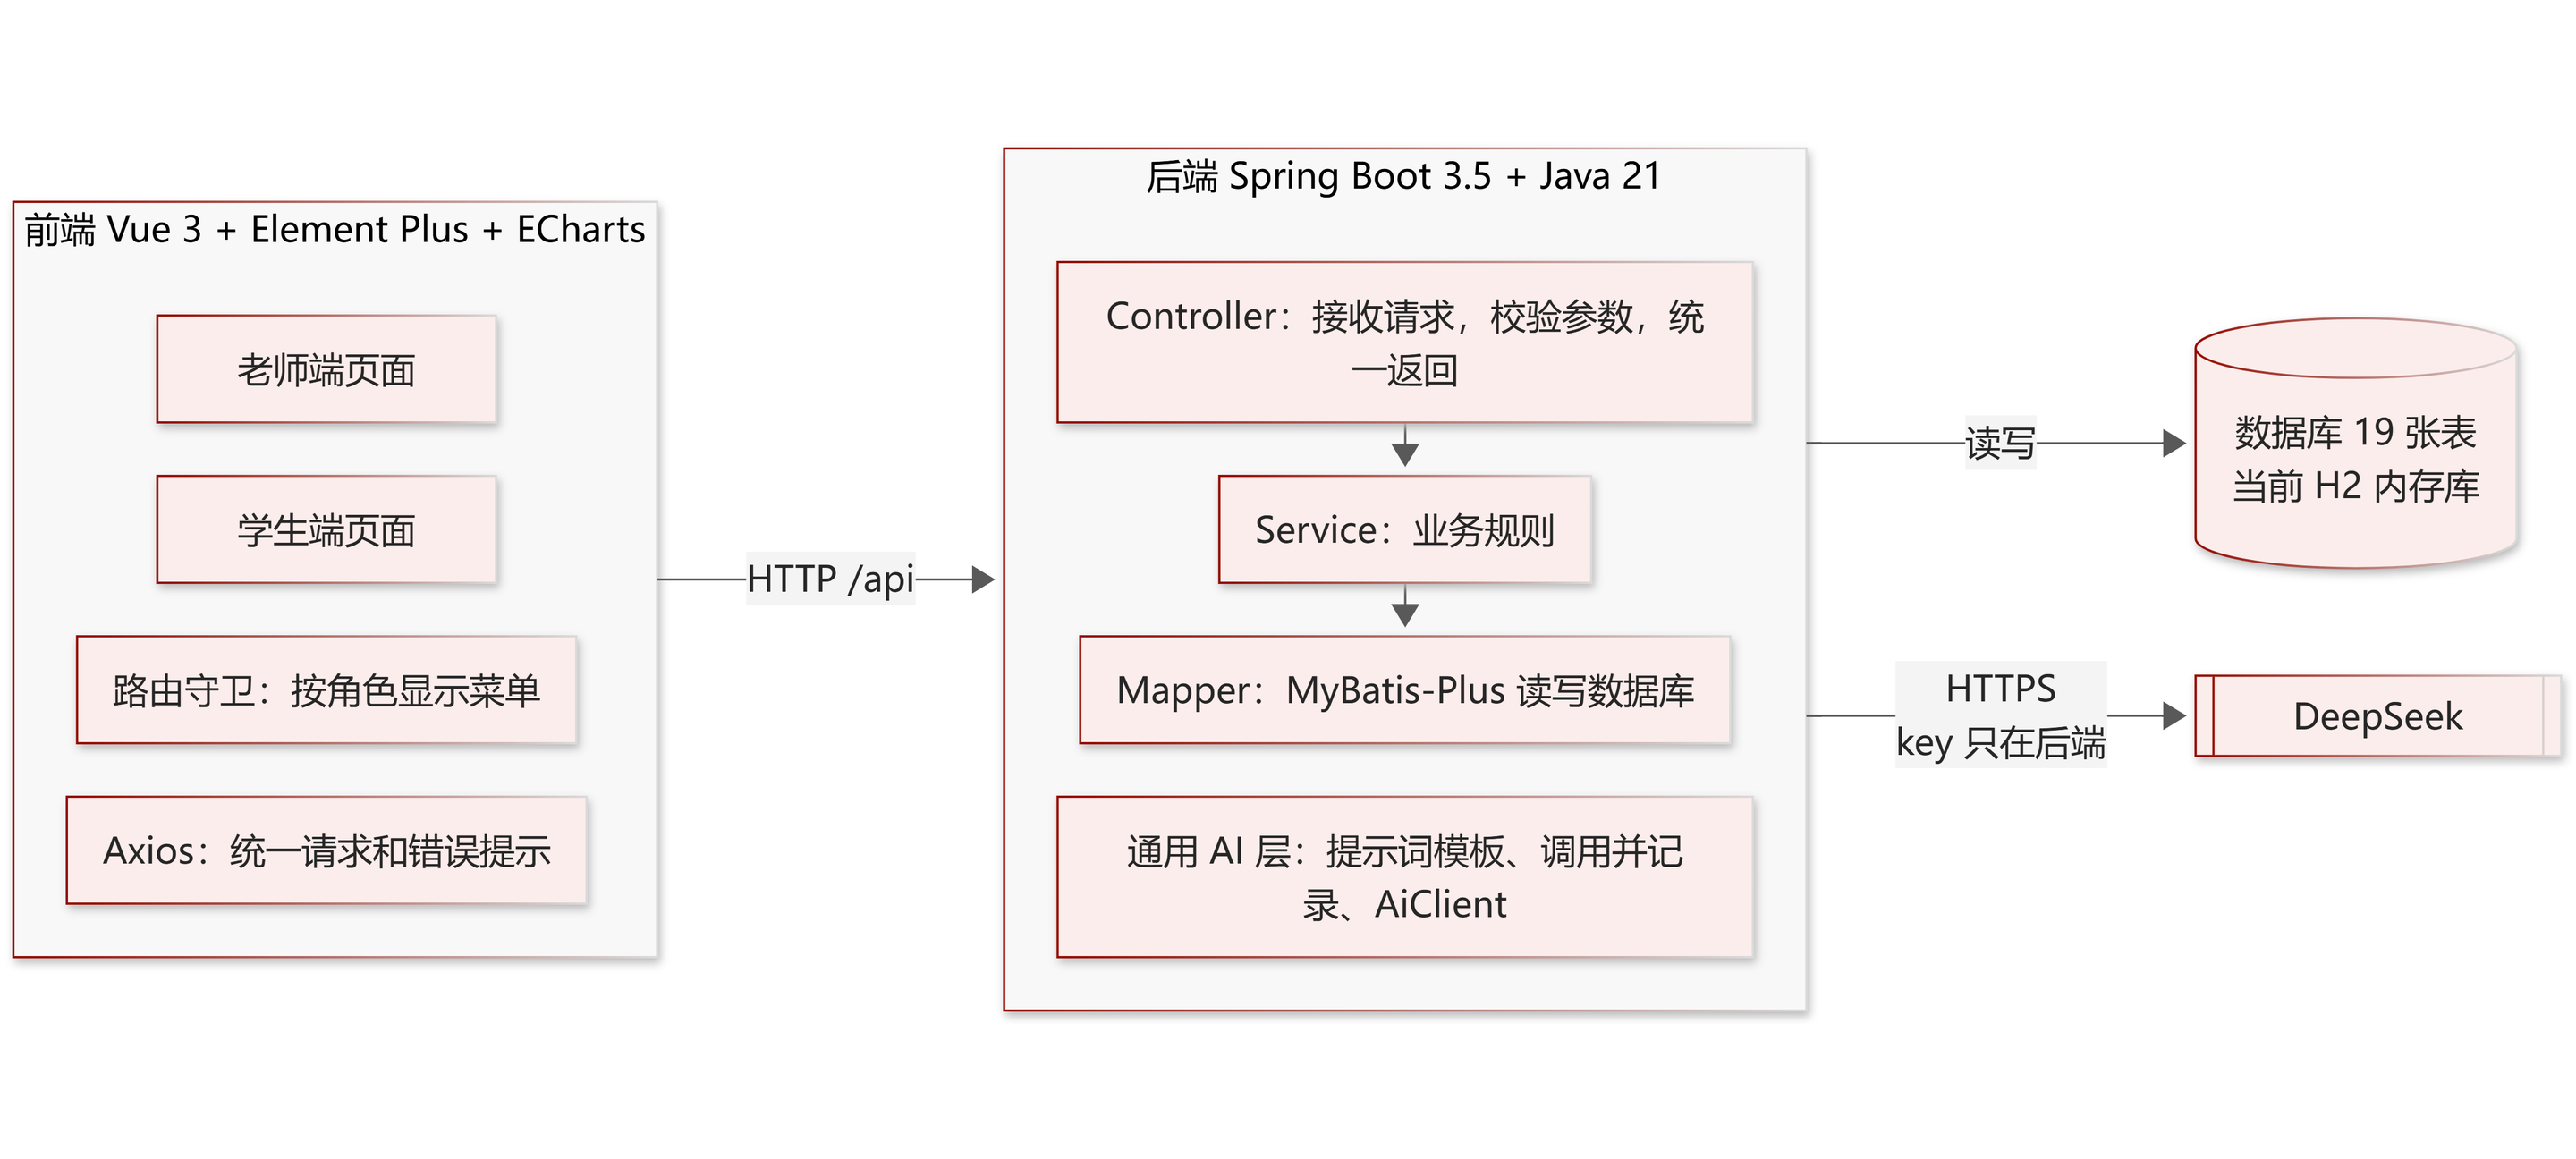 前端 Vue 3 + Element Plus + ECharts
老师端页面
学生端页面
路由守卫：按角色显示菜单
Axios：统一请求和错误提示
HTTP /api
后端 Spring Boot 3.5 + Java 21
Controller：接收请求，校验参数，统
一返回
Service：业务规则
Mapper：MyBatis-Plus 读写数据库
通用 AI 层：提示词模板、调用并记
录、AiClient
读写
数据库 19 张表
当前 H2 内存库
HTTPS
key 只在后端
DeepSeek